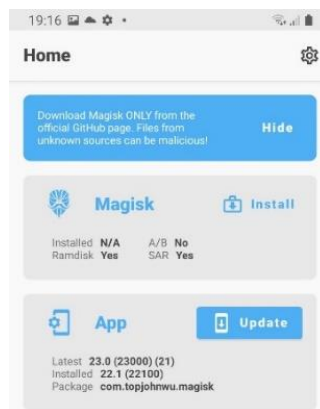 19:16
Home
Download Magisk ONLY from the
official GitHub page. Files from
unknown sources can be malicious!
Hide
Magisk
Install
Installed N/A A/B No
Ramdisk Yes SAR Yes
App
Update
Latest 23.0 (23000) (21)
Installed 22.1 (22100)
Package com.topjohnwu.magisk